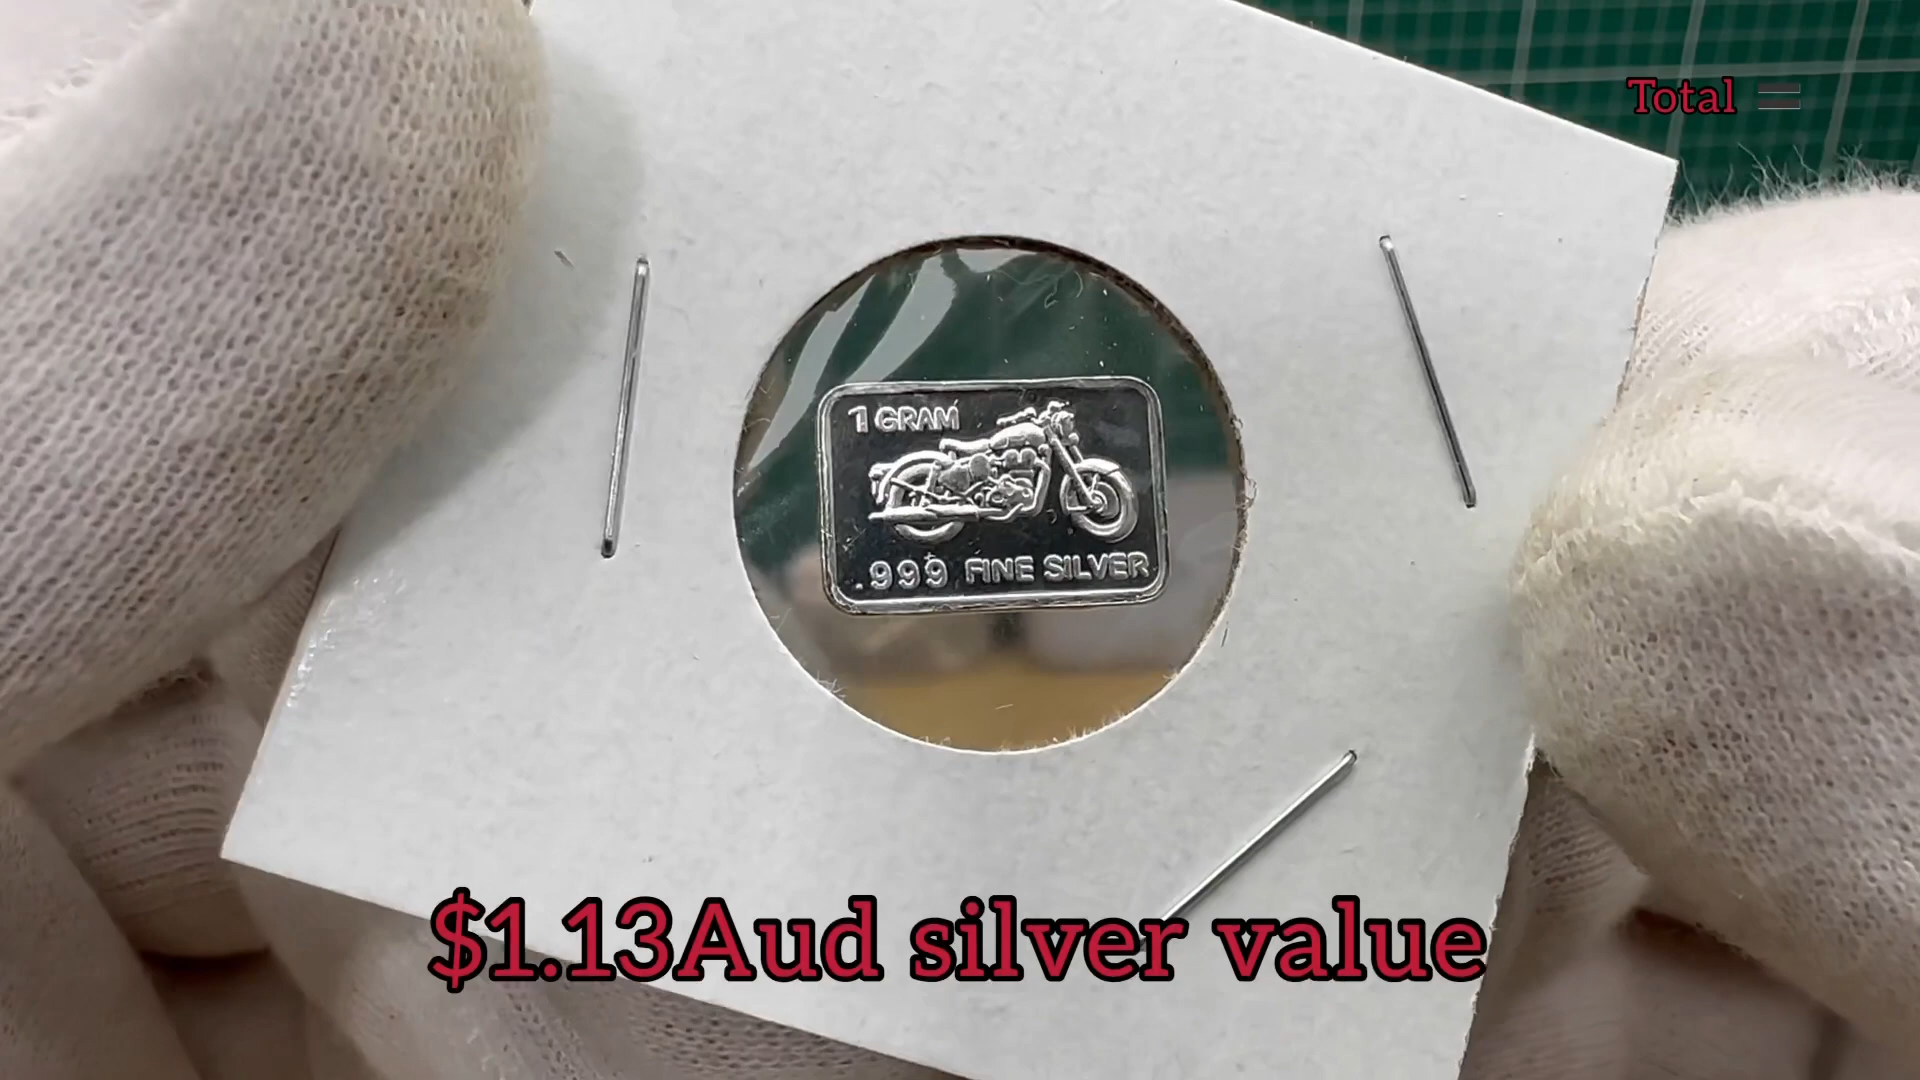 Total =
1 GRAM
.999 FINE SILVER
$1.13Aud silver value